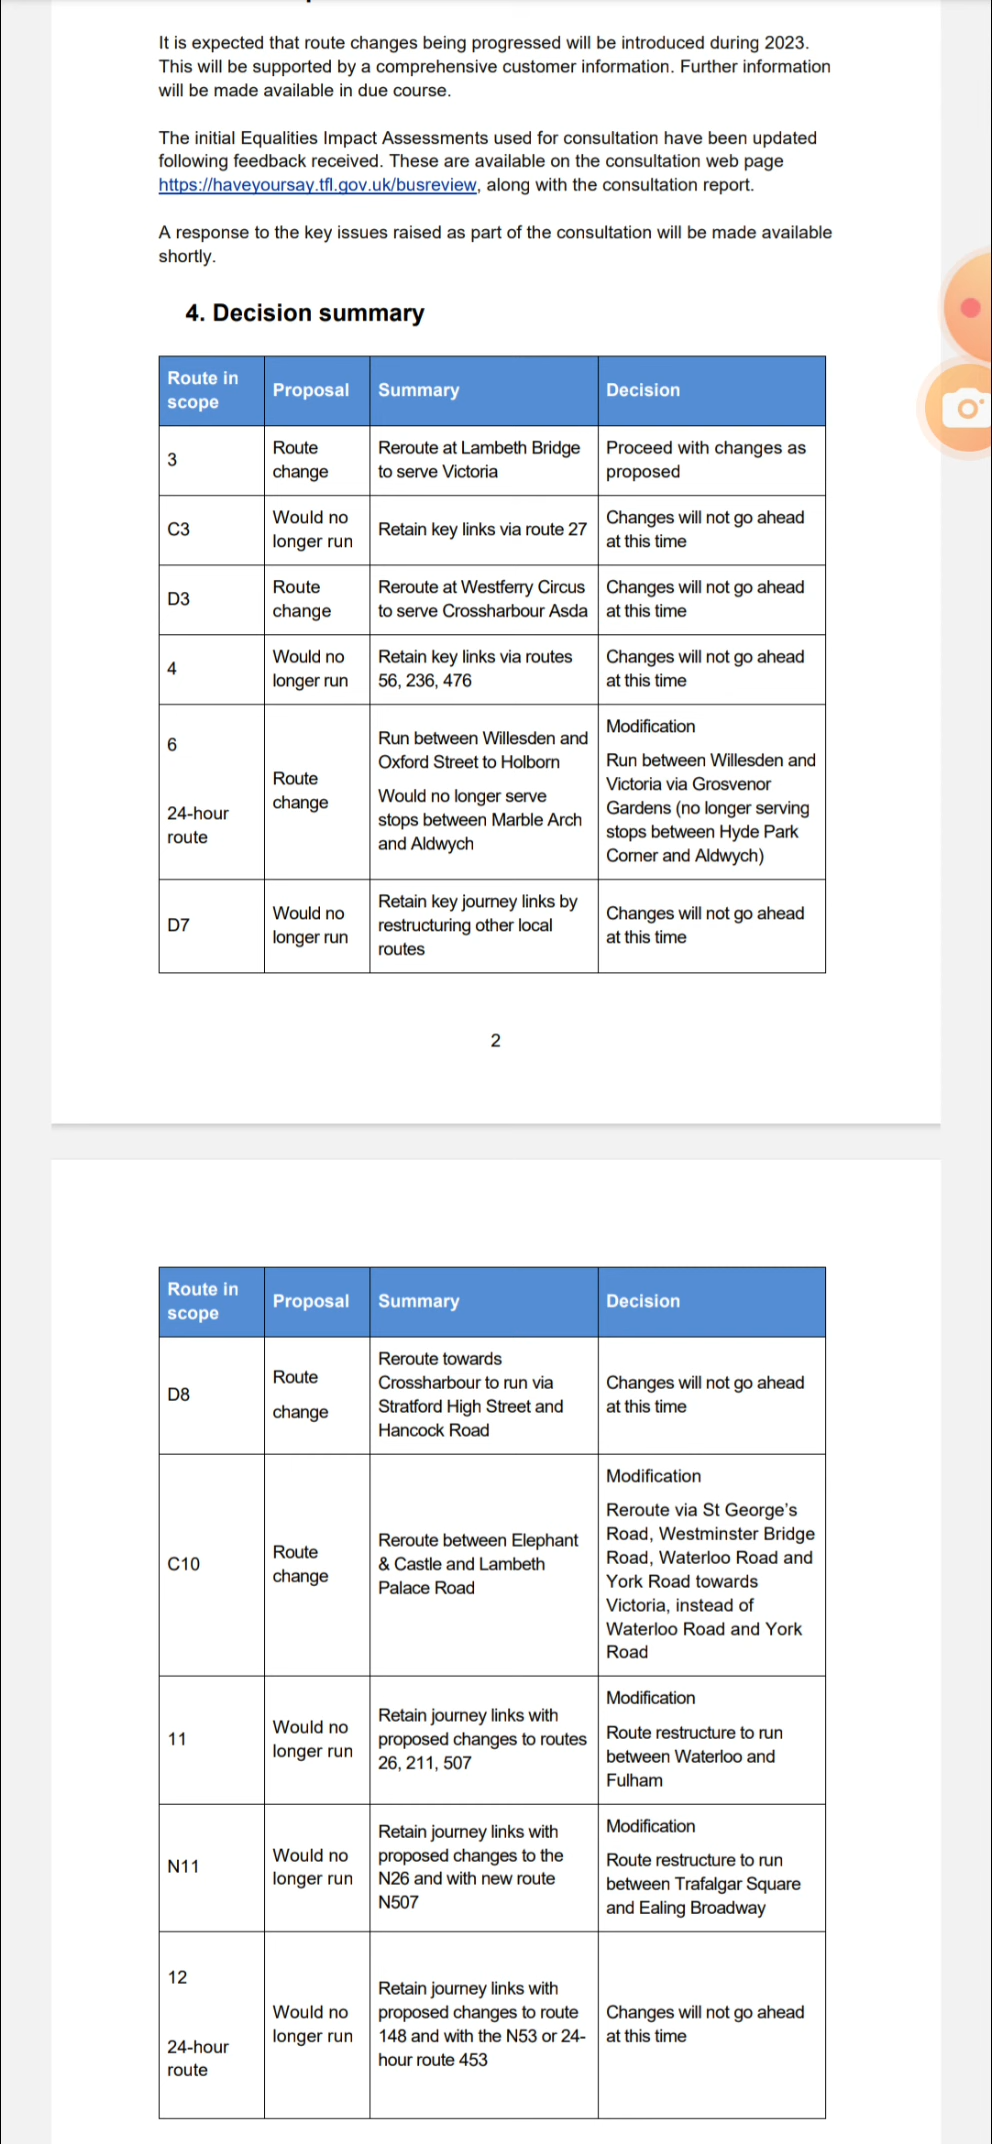 It is expected that route changes being progressed will be introduced during 2023.
This will be supported by a comprehensive customer information. Further information
will be made available in due course.
The initial Equalities Impact Assessments used for consultation have been updated
following feedback received. These are available on the consultation web page
https://haveyoursay.tfl.gov.uk/busreview, along with the consultation report.
A response to the key issues raised as part of the consultation will be made available
shortly.
4. Decision summary
Route in
scope
Proposal
Summary
Decision
3
Route
change
Reroute at Lambeth Bridge
to serve Victoria
Proceed with changes as
proposed
C3
Would no
longer run
Retain key links via route 27
Changes will not go ahead
at this time
D3
Route
change
Reroute at Westferry Circus
to serve Crossharbour Asda
Changes will not go ahead
at this time
4
Would no
longer run
Retain key links via routes
56, 236, 476
Changes will not go ahead
at this time
6
24-hour
route
Route
change
Run between Willesden and
Oxford Street to Holborn
Would no longer serve
stops between Marble Arch
and Aldwych
Modification
Run between Willesden and
Victoria via Grosvenor
Gardens (no longer serving
stops between Hyde Park
Corner and Aldwych)
D7
Would no
longer run
Retain key journey links by
restructuring other local
routes
Changes will not go ahead
at this time
2
Route in
scope
Proposal
Summary
Decision
D8
Route
change
Reroute towards
Crossharbour to run via
Stratford High Street and
Hancock Road
Changes will not go ahead
at this time
C10
Route
change
Reroute between Elephant
& Castle and Lambeth
Palace Road
Modification
Reroute via St George’s
Road, Westminster Bridge
Road, Waterloo Road and
York Road towards
Victoria, instead of
Waterloo Road and York
Road
11
Would no
longer run
Retain journey links with
proposed changes to routes
26, 211, 507
Modification
Route restructure to run
between Waterloo and
Fulham
N11
Would no
longer run
Retain journey links with
proposed changes to the
N26 and with new route
N507
Modification
Route restructure to run
between Trafalgar Square
and Ealing Broadway
12
24-hour
route
Would no
longer run
Retain journey links with
proposed changes to route
148 and with the N53 or 24-
hour route 453
Changes will not go ahead
at this time